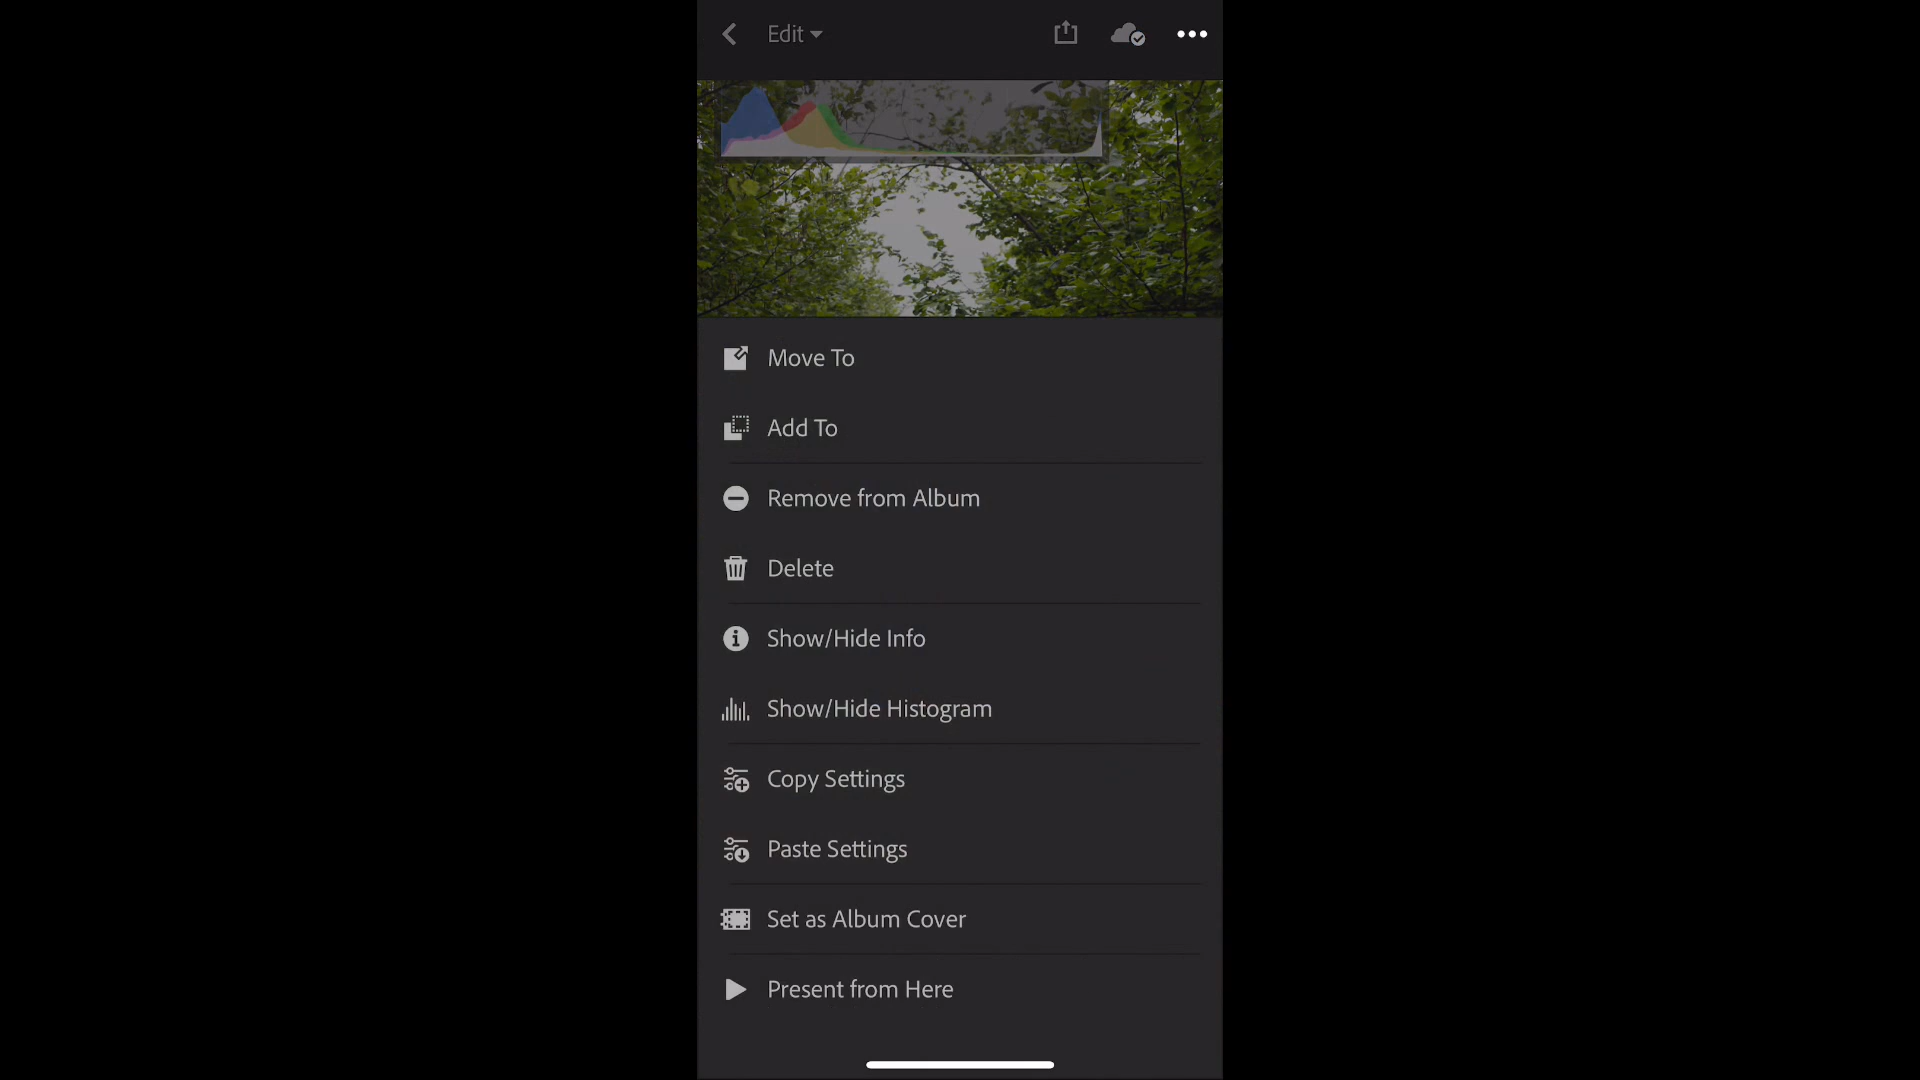 Edit
Move To
Add To
Remove from Album
Delete
Show/Hide Info
Show/Hide Histogram
Copy Settings
Paste Settings
Set as Album Cover
Present from Here